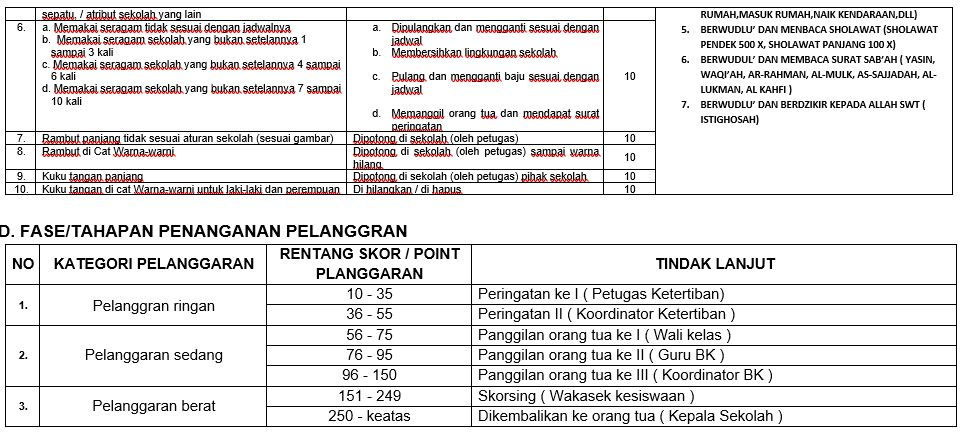 sepatu / atribut sekolah yang lain
6. a. Memakai seragam tidak sesuai dengan jadwalnya
b. Memakai seragam sekolah yang bukan setelannya 1
sampai 3 kali
c. Memakai seragam sekolah yang bukan setelannya 4 sampai
6 kali
d. Memakai seragam sekolah yang bukan setelannya 7 sampai
10 kali
a. Dipulangkan dan mengganti sesuai dengan
jadwal
b. Membersihkan lingkungan sekolah
c. Pulang dan mengganti baju sesuai dengan
jadwal
d. Memanggil orang tua dan mendapat surat
peringatan
10
7. Rambut panjang tidak sesuai aturan sekolah (sesuai gambar) Dipotong di sekolah (oleh petugas) 10
8. Rambut di Cat Warna-warni Dipotong di sekolah (oleh petugas) sampai warna
hilang 10
9. Kuku tangan panjang Dipotong di sekolah (oleh petugas) pihak sekolah 10
10. Kuku tangan di cat Warna-warni untuk laki-laki dan perempuan Di hilangkan / di hapus 10
RUMAH,MASUK RUMAH,NAIK KENDARAAN,DLL)
5. BERWUDLU' DAN MENBACA SHOLAWAT (SHOLAWAT
PENDEK 500 X, SHOLAWAT PANJANG 100 X)
6. BERWUDLU' DAN MEMBACA SURAT SAB'AH ( YASIN,
WAQI'AH, AR-RAHMAN, AL-MULK, AS-SAJJADAH, AL-
LUKMAN, AL KAHFI )
7. BERWUDLU' DAN BERDZIKIR KEPADA ALLAH SWT (
ISTIGHOSAH)
D. FASE/TAHAPAN PENANGANAN PELANGGRAN
NO KATEGORI PELANGGARAN RENTANG SKOR / POINT
PLANGGARAN TINDAK LANJUT
1. Pelanggran ringan 10 - 35 Peringatan ke I ( Petugas Ketertiban)
36 - 55 Peringatan II ( Koordinator Ketertiban )
2. Pelanggaran sedang 56 - 75 Panggilan orang tua ke I ( Wali kelas )
76 - 95 Panggilan orang tua ke II ( Guru BK )
96 - 150 Panggilan orang tua ke III ( Koordinator BK )
3. Pelanggaran berat 151 - 249 Skorsing ( Wakasek kesiswaan )
250 - keatas Dikembalikan ke orang tua ( Kepala Sekolah )